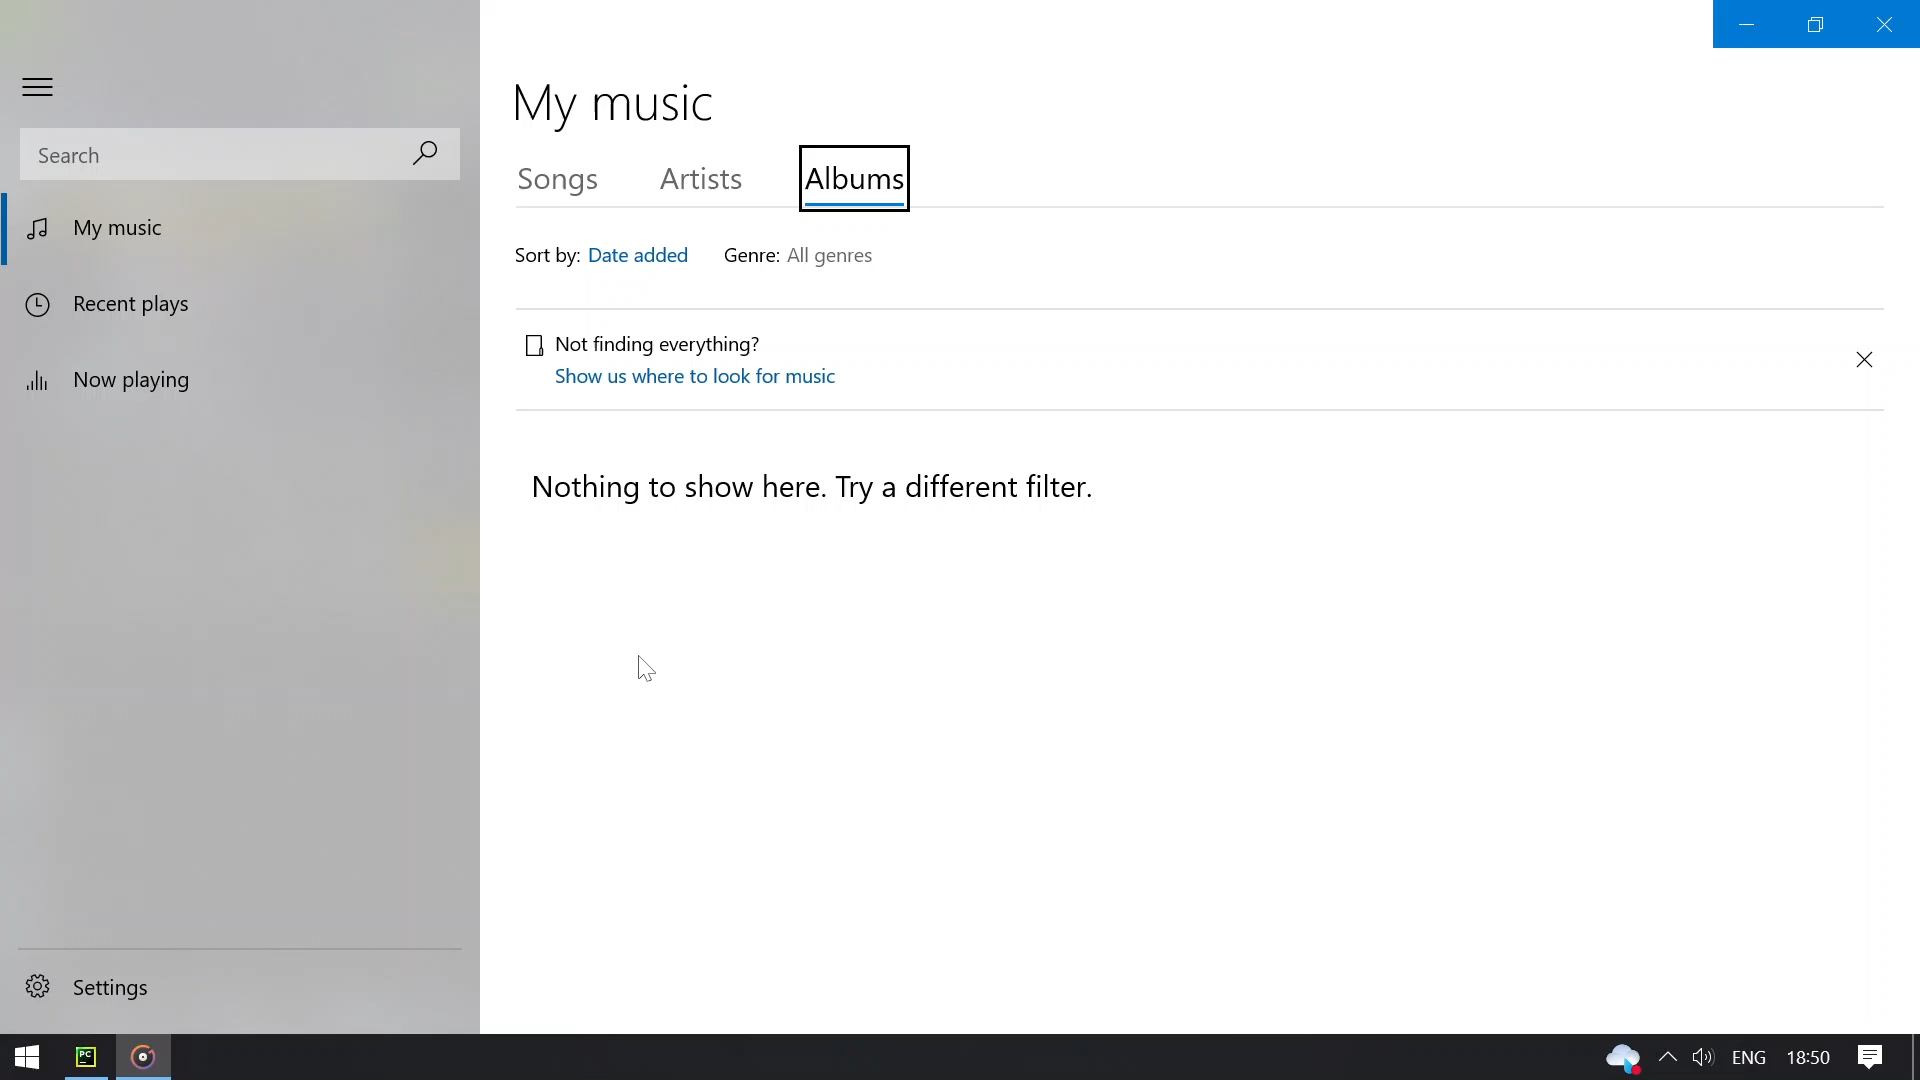 Search
My music
Recent plays
Now playing
Settings
My music
Songs Artists Albums
Sort by: Date added Genre: All genres
Not finding everything?
Show us where to look for music
Nothing to show here. Try a different filter.
PC ENG 18:50